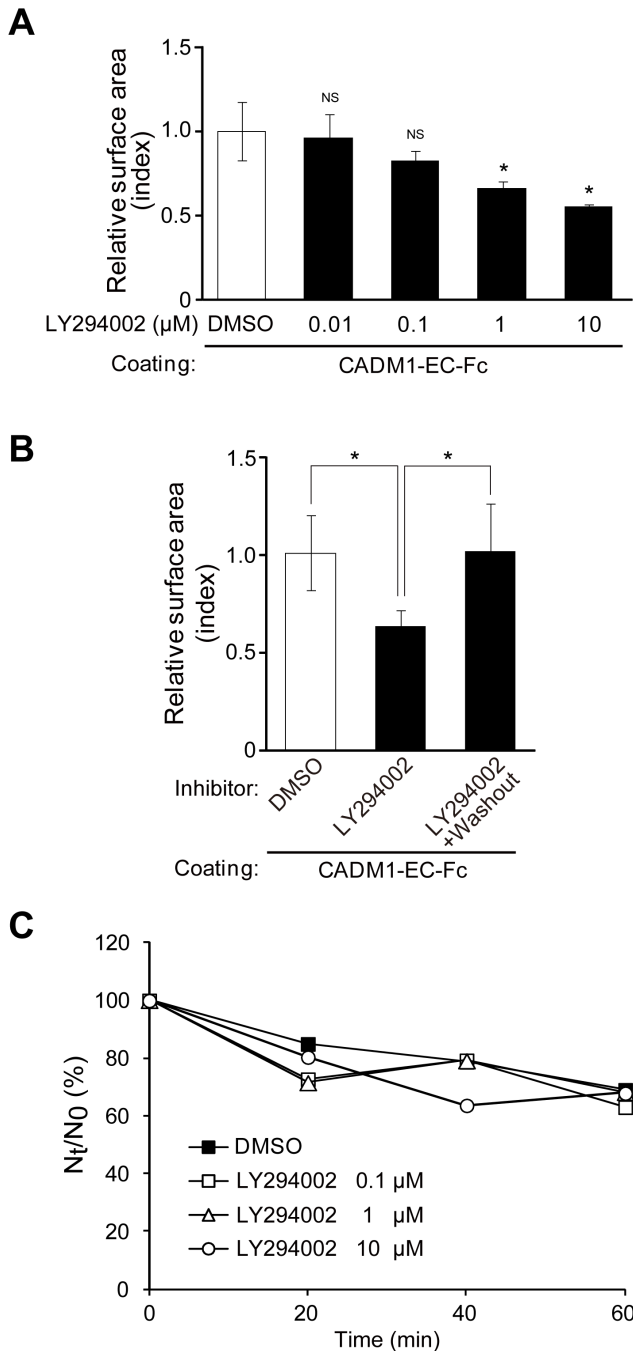 A
Relative surface area
(index)
1.5
1.0
0.5
0
NS
NS
*
*
LY294002 (µM) DMSO 0.01 0.1 1 10
Coating: CADM1-EC-Fc
B
Relative surface area
(index)
1.5
1.0
0.5
0
* *
Inhibitor: DMSO LY294002 LY294002
+Washout
Coating: CADM1-EC-Fc
C
Nt/N0 (%)
120
100
80
60
40
20
0
DMSO
LY294002 0.1 µM
LY294002 1 µM
LY294002 10 µM
0 20 40 60
Time (min)